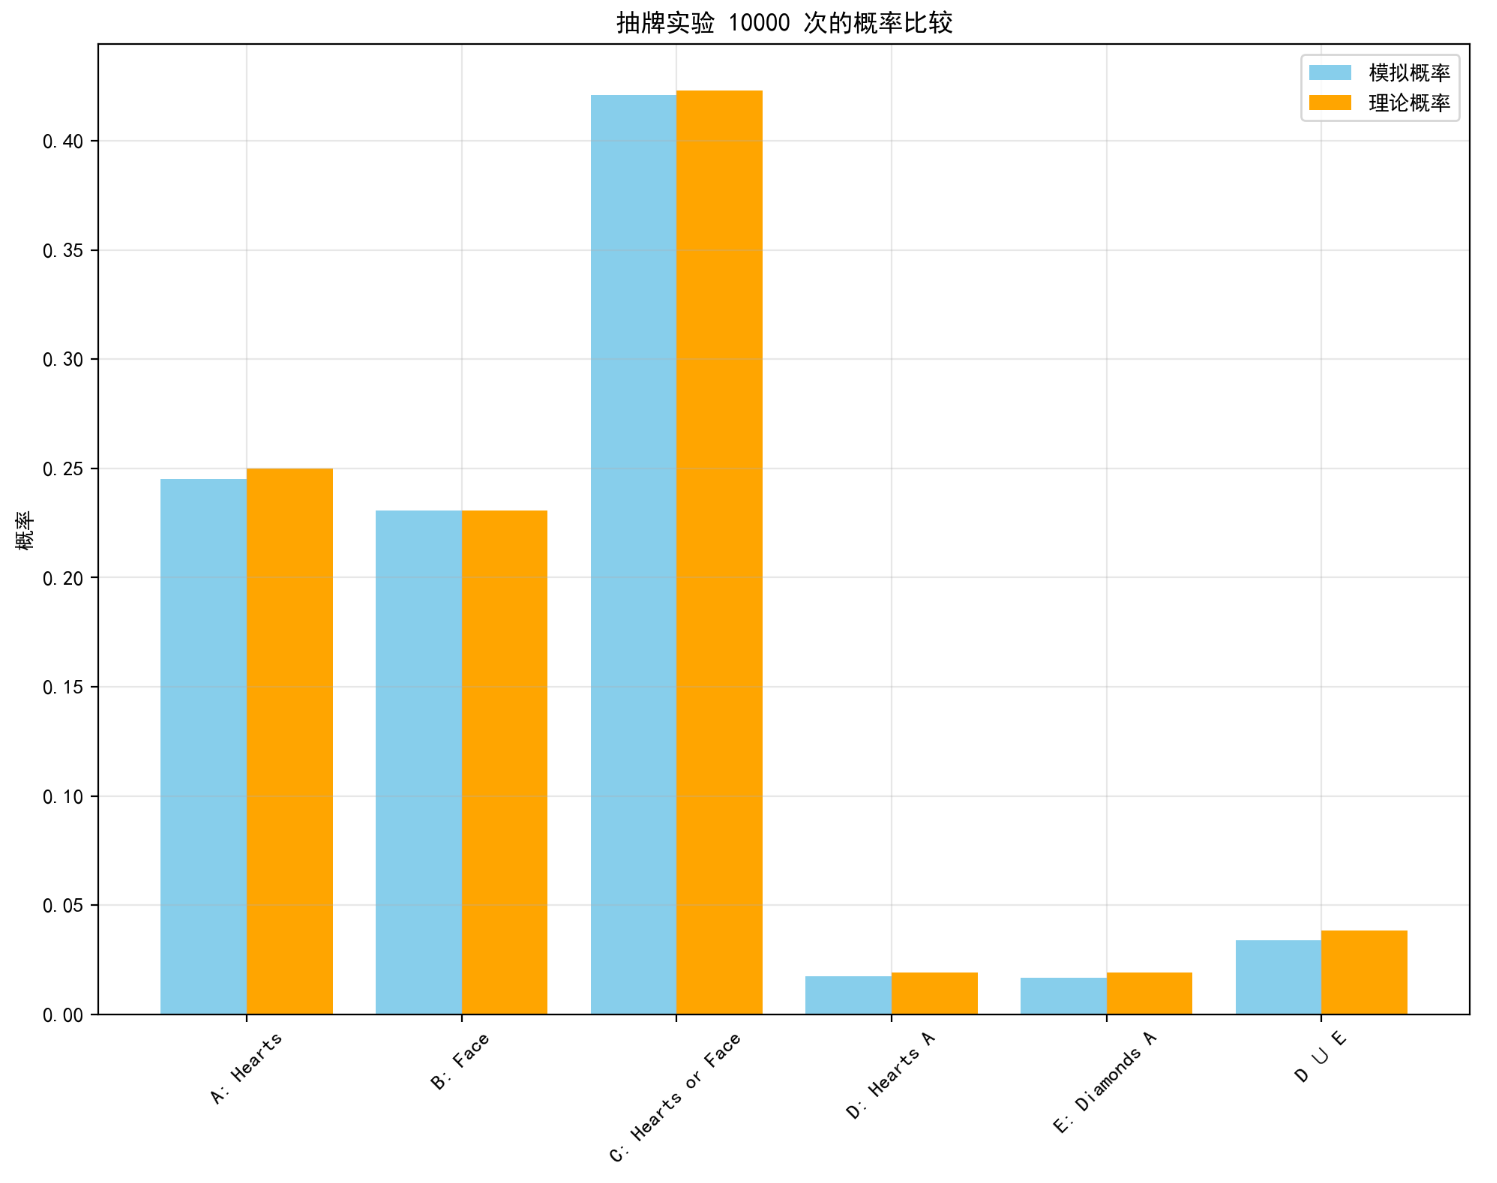 抽牌实验 10000 次的概率比较
模拟概率
理论概率
概率
0.40
0.35
0.30
0.25
0.20
0.15
0.10
0.05
0.00
A: Hearts
B: Face
C: Hearts or Face
D: Hearts A
E: Diamonds A
D ∪ E